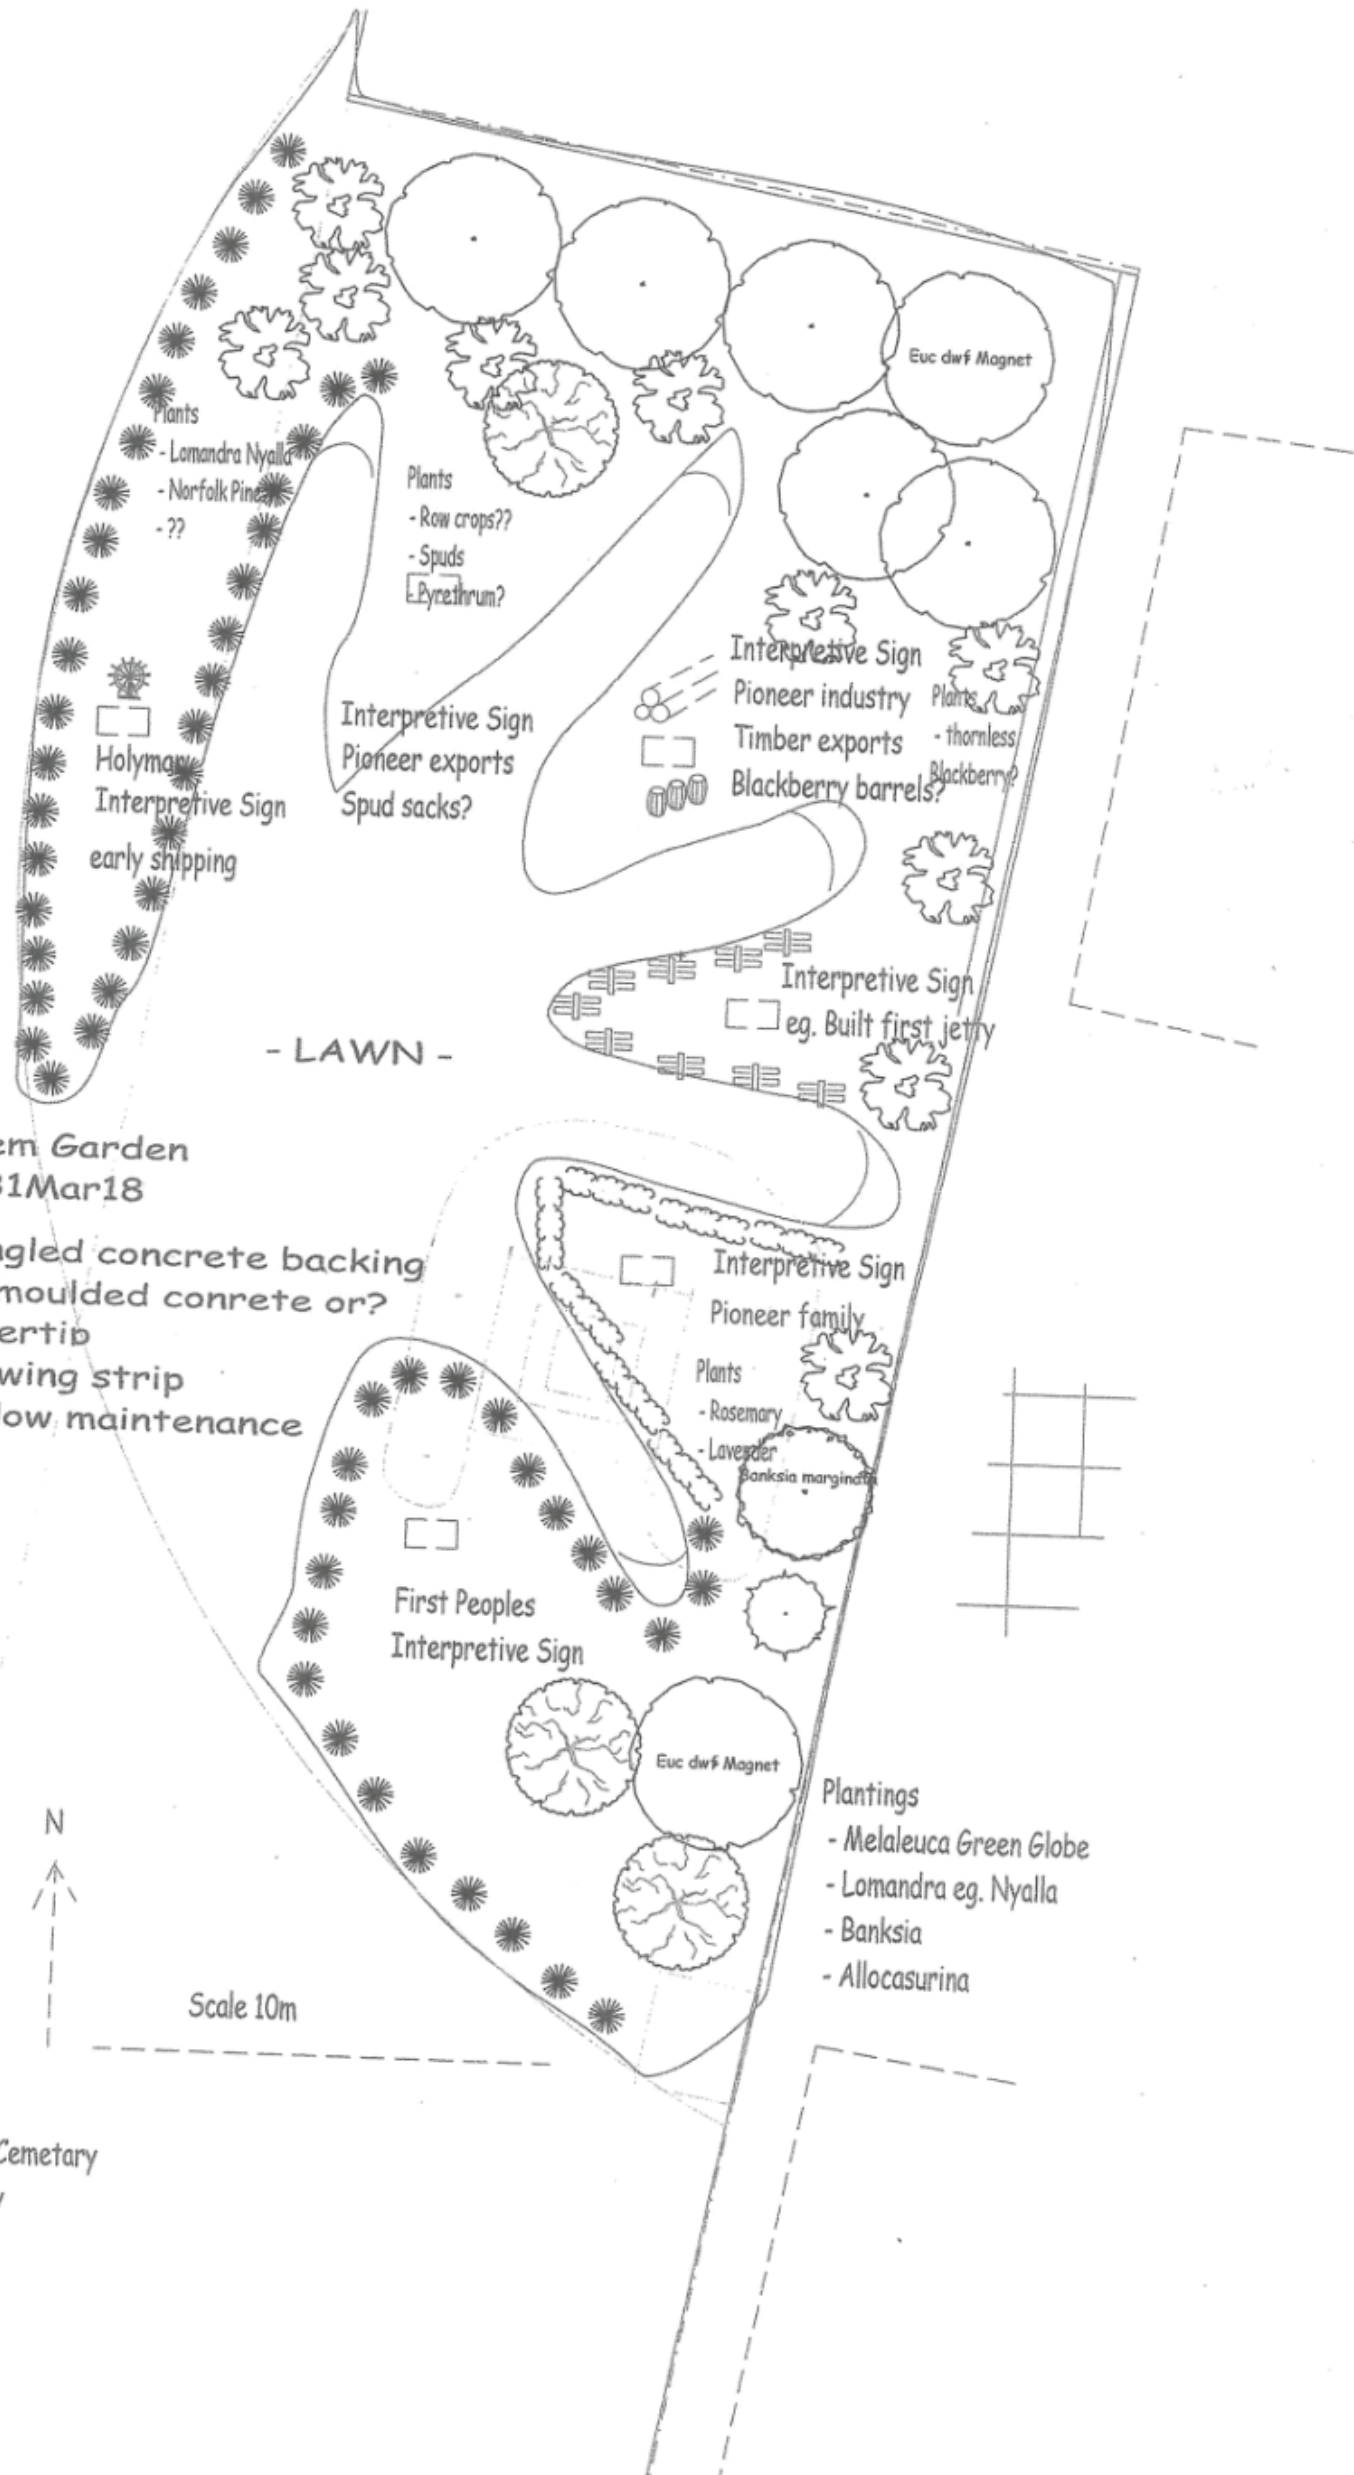 Euc dwf Magnet
Plants
- Lomandra Nyalla
- Norfolk Pine
- ??
Plants
- Row crops??
- Spuds
- Pyrethrum?
Interpretive Sign
Pioneer industry
Timber exports
Blackberry barrels?
Plants
- thornless
Blackberry?
Interpretive Sign
Pioneer exports
Spud sacks?
Holyman
Interpretive Sign
early shipping
Interpretive Sign
eg. Built first jetty
- LAWN -
em Garden
31Mar18
ngled concrete backing
moulded conrete or?
ertip
wing strip
low maintenance
Interpretive Sign
Pioneer family
Plants
- Rosemary
- Lavender
Banksia marginata
First Peoples
Interpretive Sign
Euc dwf Magnet
Plantings
- Melaleuca Green Globe
- Lomandra eg. Nyalla
- Banksia
- Allocasurina
N
Scale 10m
Cemetary